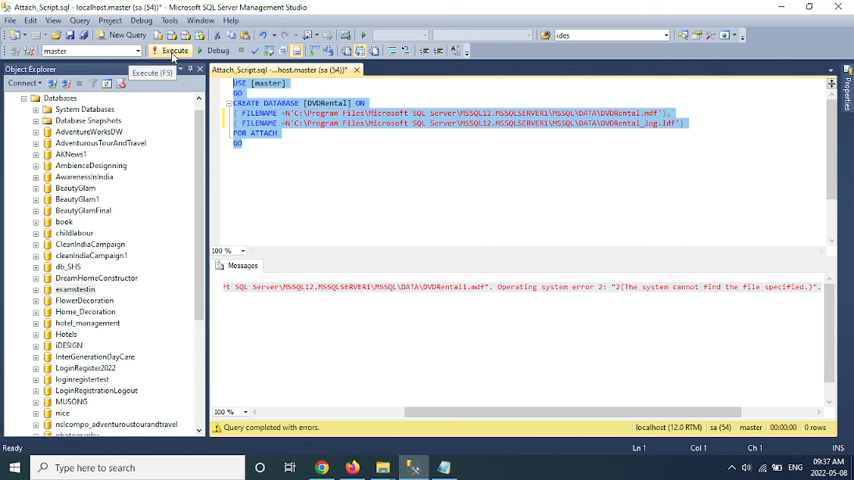 Attach_Script.sql - localhost.master (sa (54))* - Microsoft SQL Server Management Studio
File Edit View Query Project Debug Tools Window Help
New Query ides
master Execute Debug
Execute (F5)
Object Explorer
Connect
Databases
System Databases
Database Snapshots
AdventureWorksDW
AdventurousTourAndTravel
AKNews1
AmbienceDesignning
AwarenessInIndia
BeautyGlam
BeautyGlam1
BeautyGlamFinal
book
childlabour
CleanIndiaCampaign
cleanIndiaCampaign1
db_SHS
DreamHomeConstructor
examstestin
FlowerDecoration
Home_Decoration
hotel_management
Hotels
iDESIGN
InterGenerationDayCare
LoginRegister2022
loginregistertest
LoginRegistrationLogout
MUSONG
nice
nslcompo_adventuroustourandtravel
Attach_Script.sql...host.master (sa (54))*
USE [master]
GO
CREATE DATABASE [DVDRental] ON
( FILENAME =N'C:\Program Files\Microsoft SQL Server\MSSQL12.MSSQLSERVER1\MSSQL\DATA\DVDRental.mdf'),
( FILENAME =N'C:\Program Files\Microsoft SQL Server\MSSQL12.MSSQLSERVER1\MSSQL\DATA\DVDRental_log.ldf')
FOR ATTACH
GO
100 %
Messages
ft SQL Server\MSSQL12.MSSQLSERVER1\MSSQL\DATA\DVDRental1.mdf". Operating system error 2: "2(The system cannot find the file specified.)".
100 %
Query completed with errors. localhost (12.0 RTM) sa (54) master 00:00:00 0 rows
Properties
Ready Ln 1 Col 1 Ch 1 INS
Type here to search
ENG
09:37 AM
2022-05-08